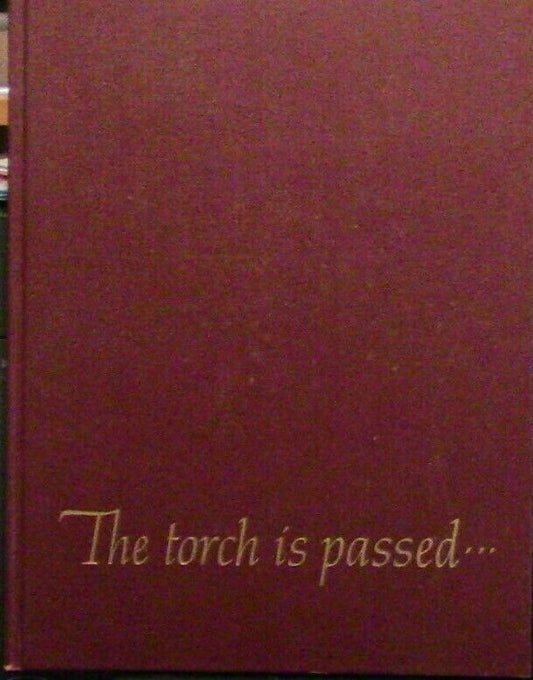 The torch is passed...